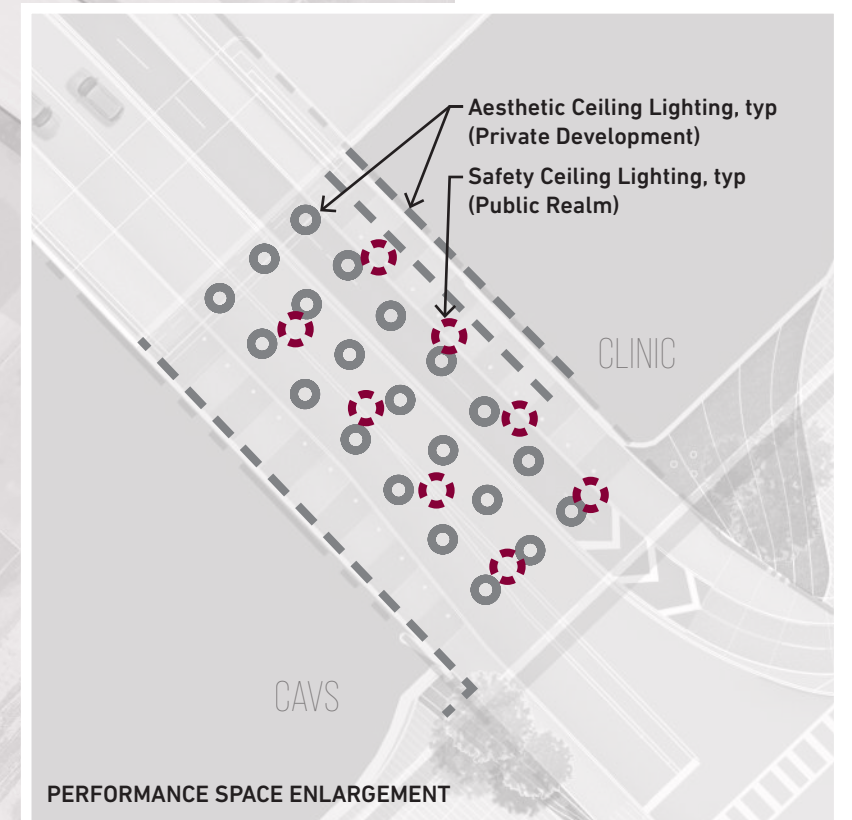 Aesthetic Ceiling Lighting, typ
(Private Development)
Safety Ceiling Lighting, typ
(Public Realm)
CLINIC
CAVS
PERFORMANCE SPACE ENLARGEMENT